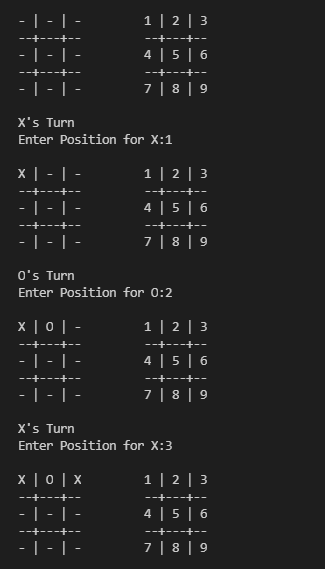 - | - | -        1 | 2 | 3
--+---+--        --+---+--
- | - | -        4 | 5 | 6
--+---+--        --+---+--
- | - | -        7 | 8 | 9
X's Turn
Enter Position for X:1
X | - | -        1 | 2 | 3
--+---+--        --+---+--
- | - | -        4 | 5 | 6
--+---+--        --+---+--
- | - | -        7 | 8 | 9
O's Turn
Enter Position for O:2
X | O | -        1 | 2 | 3
--+---+--        --+---+--
- | - | -        4 | 5 | 6
--+---+--        --+---+--
- | - | -        7 | 8 | 9
X's Turn
Enter Position for X:3
X | O | X        1 | 2 | 3
--+---+--        --+---+--
- | - | -        4 | 5 | 6
--+---+--        --+---+--
- | - | -        7 | 8 | 9